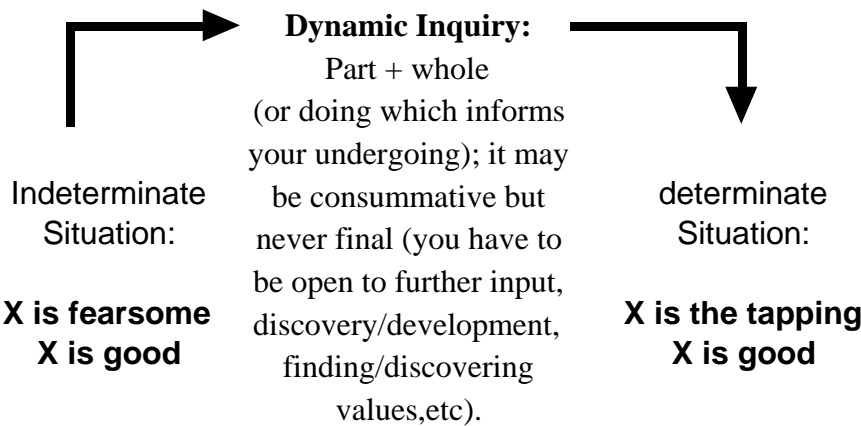 Dynamic Inquiry:
Part + whole
(or doing which informs
your undergoing); it may
be consummative but
never final (you have to
be open to further input,
discovery/development,
finding/discovering
values,etc).
Indeterminate
Situation:
X is fearsome
X is good
determinate
Situation:
X is the tapping
X is good